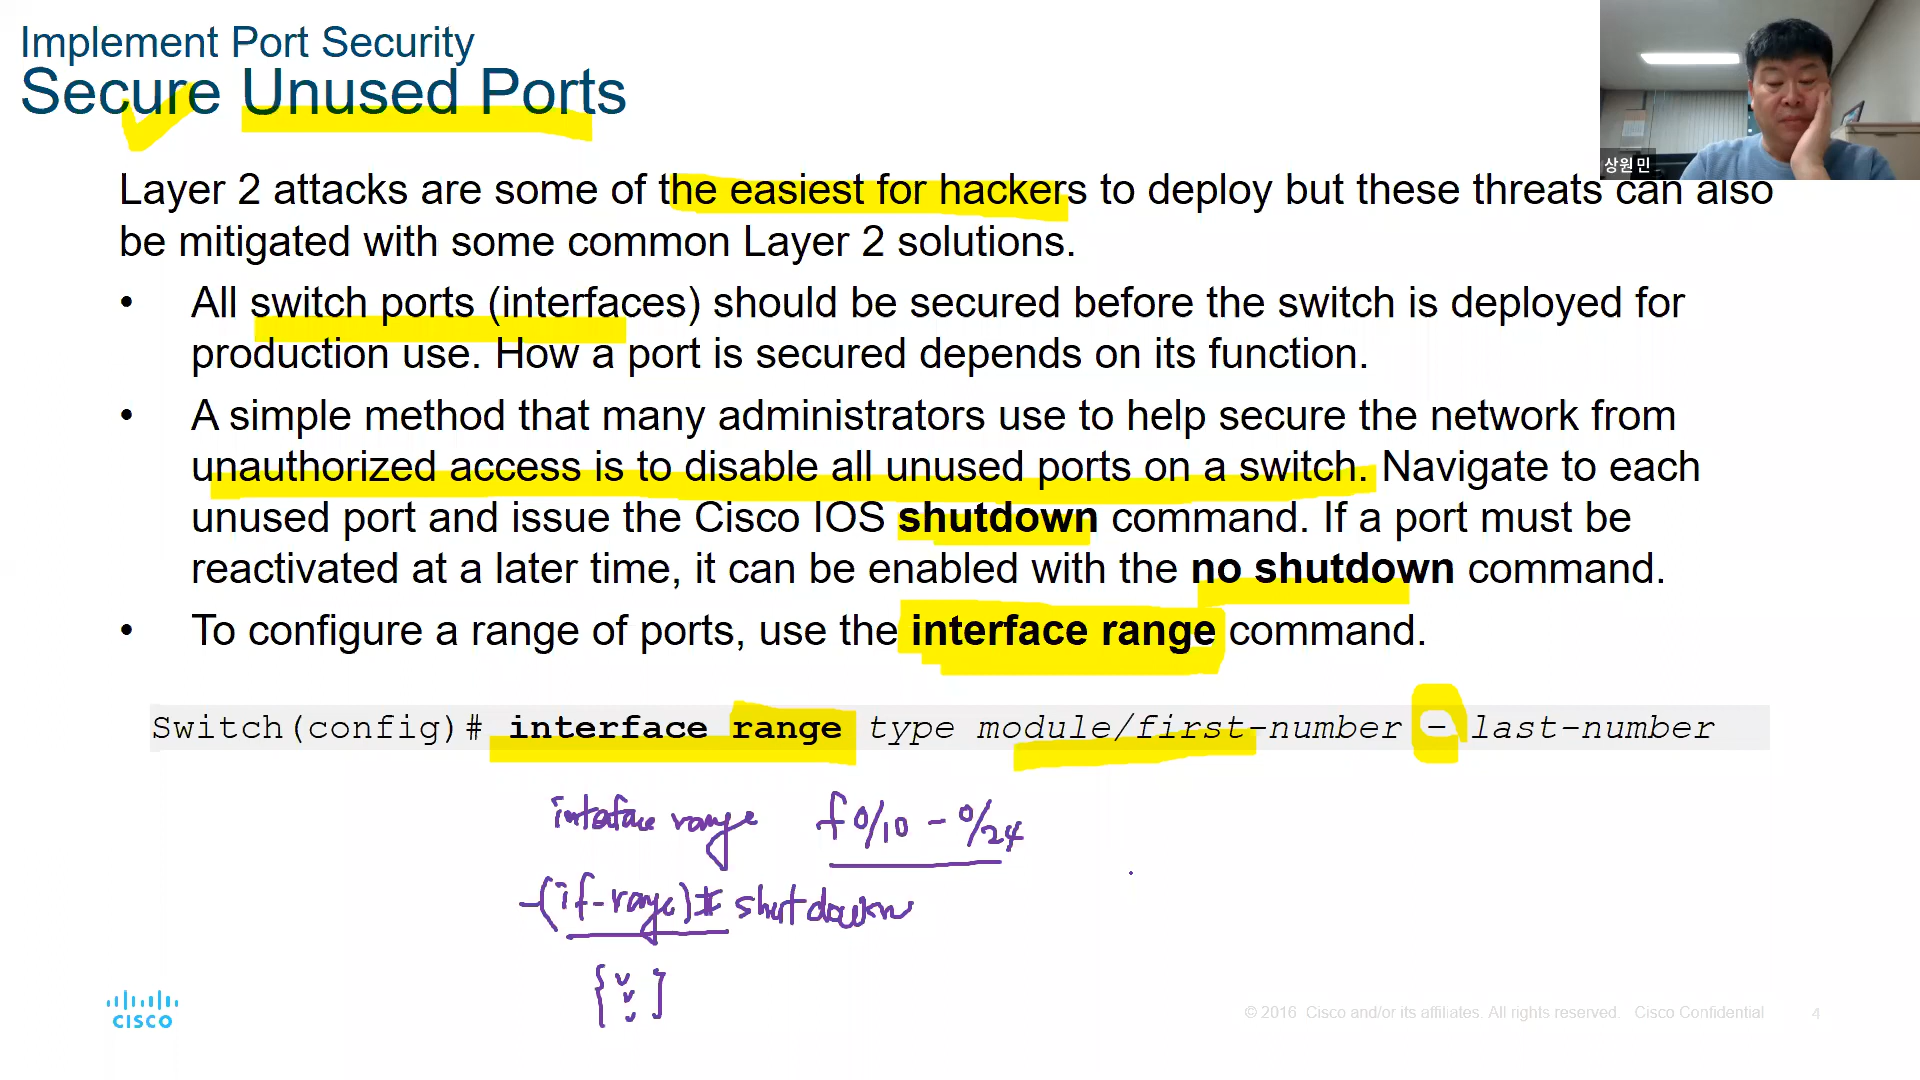 Implement Port Security
Secure Unused Ports
상원 민
Layer 2 attacks are some of the easiest for hackers to deploy but these threats can also
be mitigated with some common Layer 2 solutions.
• All switch ports (interfaces) should be secured before the switch is deployed for
production use. How a port is secured depends on its function.
• A simple method that many administrators use to help secure the network from
unauthorized access is to disable all unused ports on a switch. Navigate to each
unused port and issue the Cisco IOS shutdown command. If a port must be
reactivated at a later time, it can be enabled with the no shutdown command.
• To configure a range of ports, use the interface range command.
Switch(config)# interface range type module/first-number – last-number
inteface range f0/10 - 0/24
-(if-range)# shutdown
CISCO
© 2016 Cisco and/or its affiliates. All rights reserved. Cisco Confidential 4